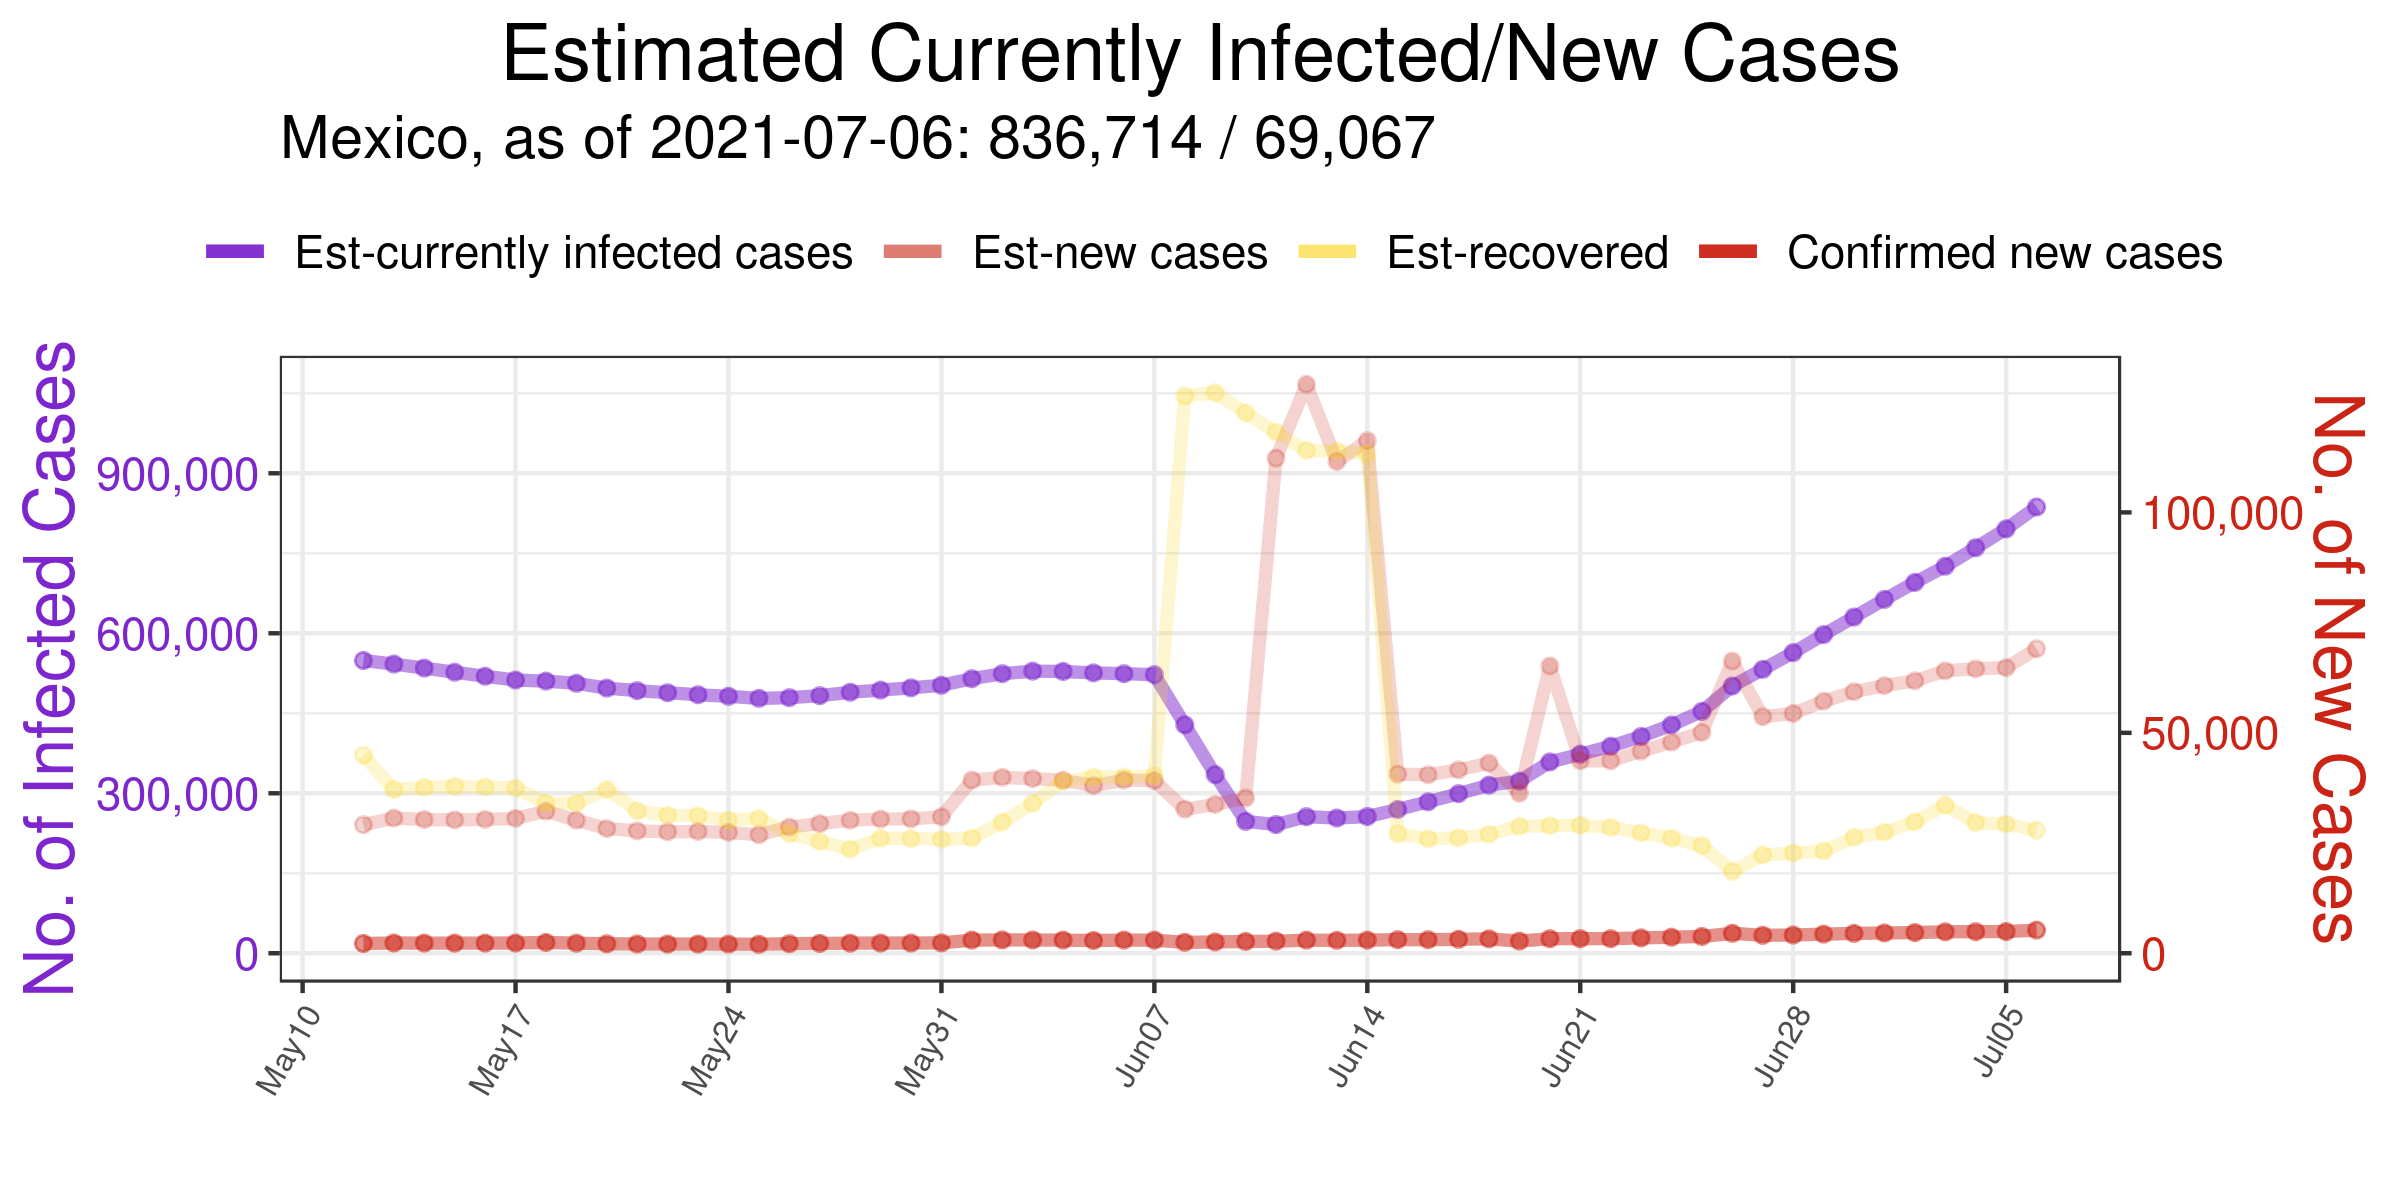 Estimated Currently Infected/New Cases
Mexico, as of 2021-07-06: 836,714 / 69,067
Est-currently infected cases Est-new cases Est-recovered Confirmed new cases
No. of Infected Cases
900,000
600,000
300,000
0
100,000
50,000
0
No. of New Cases
May10 May17 May24 May31 Jun07 Jun14 Jun21 Jun28 Jul05